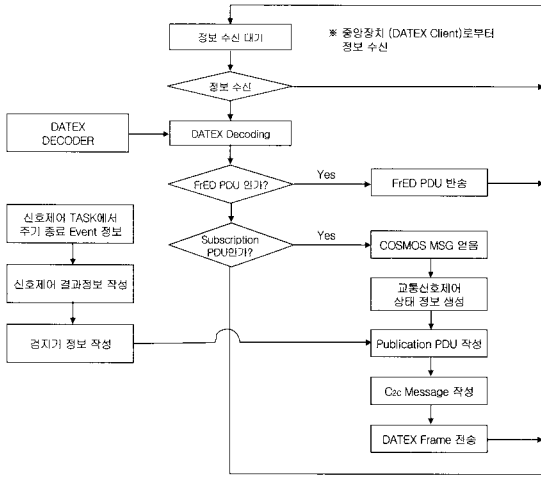 정보 수신 대기
※ 중앙장치 (DATEX Client)로부터
정보 수신
정보 수신
DATEX
DECODER
DATEX Decoding
FrED PDU 인가?
Yes
FrED PDU 반송
신호제어 TASK에서
주기 종료 Event 정보
Subscription
PDU인가?
Yes
COSMOS MSG 얻음
신호제어 결과정보 작성
교통신호제어
상태 정보 생성
검지기 정보 작성
Publication PDU 작성
C2c Message 작성
DATEX Frame 전송